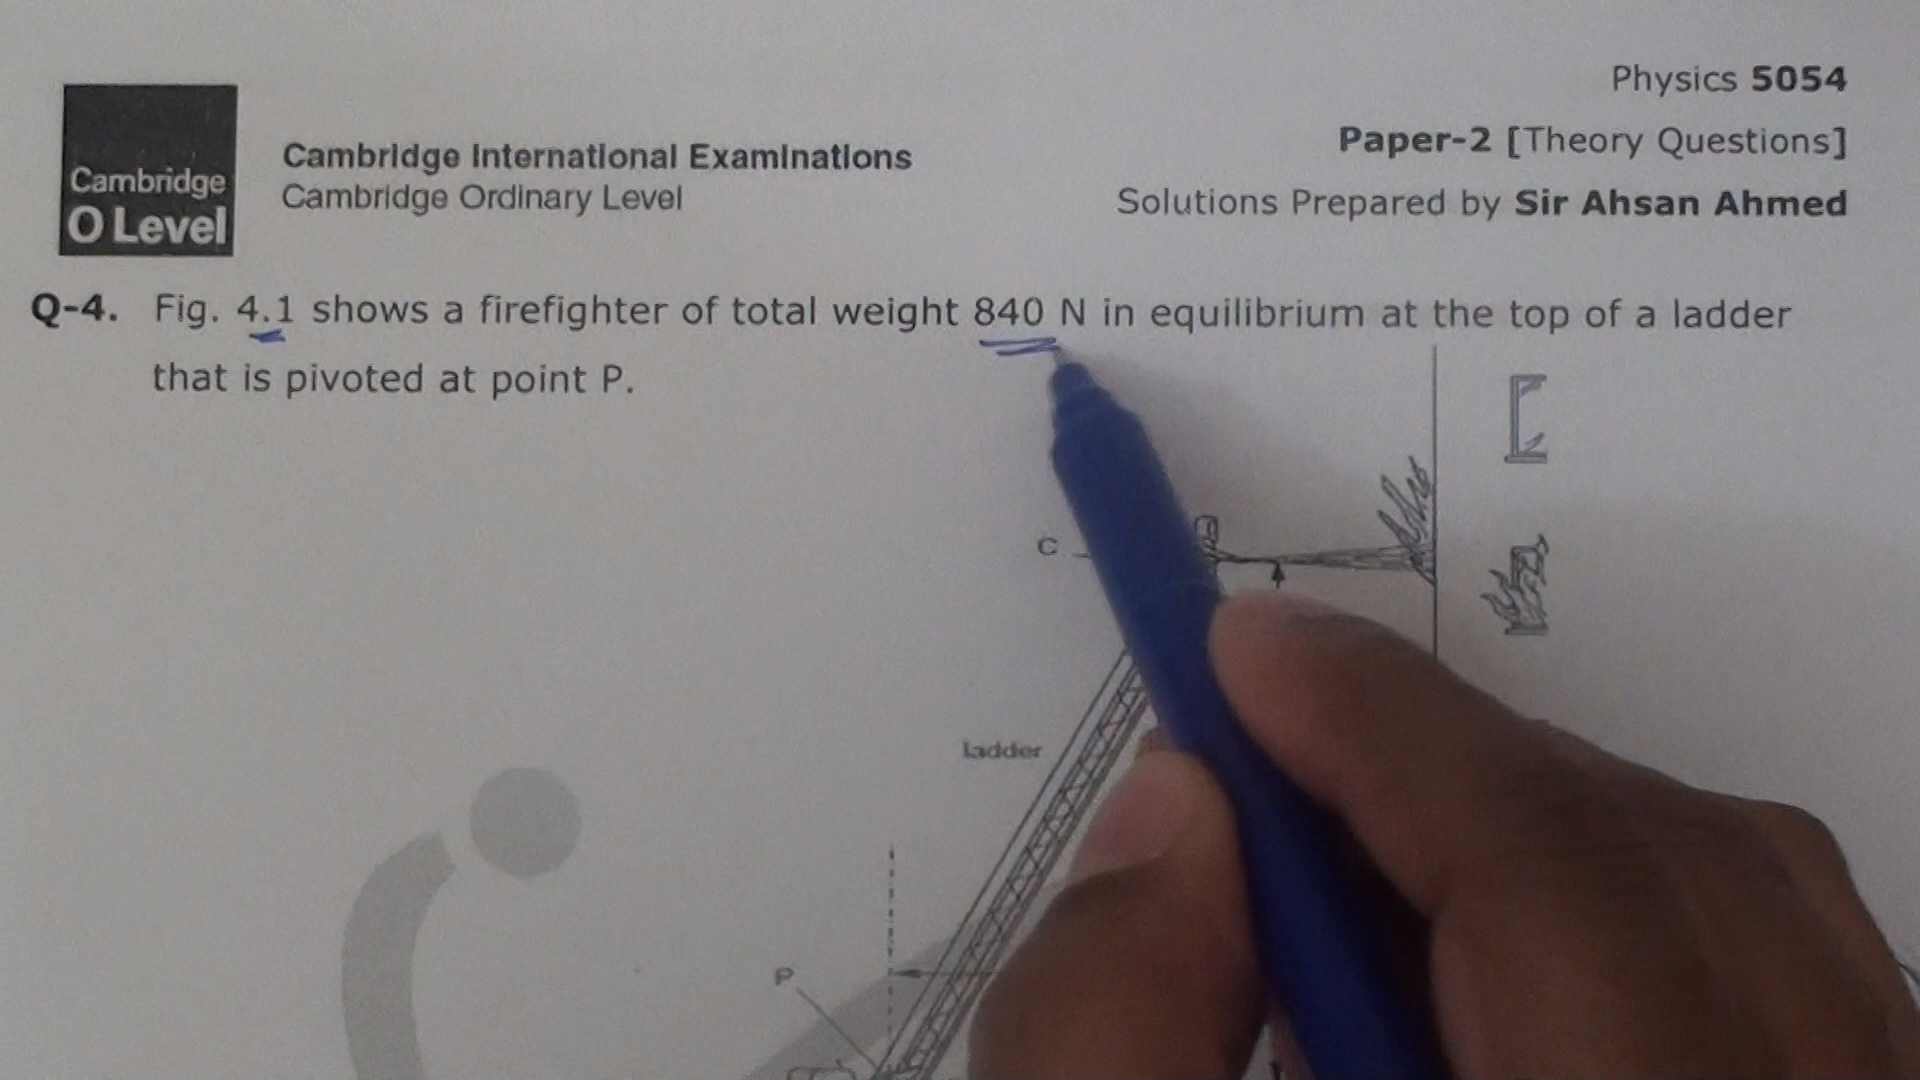 Physics 5054
Cambridge
O Level
Cambridge International Examinations
Cambridge Ordinary Level
Paper-2 [Theory Questions]
Solutions Prepared by Sir Ahsan Ahmed
Q-4. Fig. 4.1 shows a firefighter of total weight 840 N in equilibrium at the top of a ladder
that is pivoted at point P.
C
ladder
P